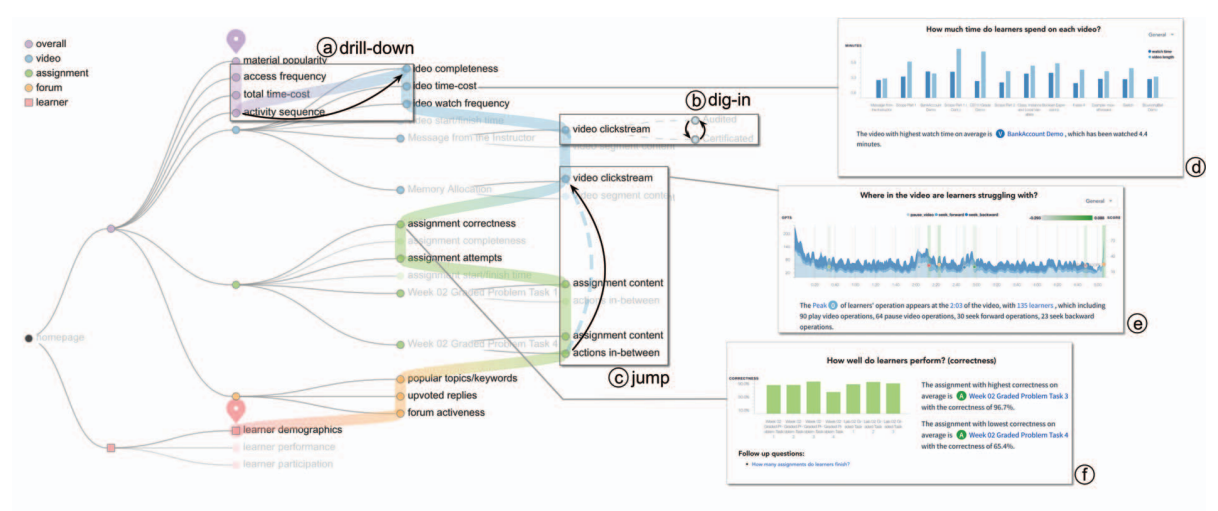 overall
video
assignment
forum
learner
homepage
material popularity
access frequency
total time-cost
activity sequence
learner demographics
learner performance
learner participation
ⓐ drill-down
ideo completeness
ideo time-cost
ideo watch frequency
video start/finish time
Message from the Instructor
Memory Allocation
assignment correctness
assignment completeness
assignment attempts
assignment start/finish time
Week 02 Graded Problem Task 1
Week 02 Graded Problem Task 4
popular topics/keywords
upvoted replies
forum activeness
ⓑ dig-in
Audited
Certificated
video clickstream
video segment content
video clickstream
video segment content
assignment content
actions in-between
assignment content
actions in-between
ⓒ jump
How much time do learners spend on each video?
General
MINUTES
watch time
video length
The video with highest watch time on average is V BankAccount Demo , which has been watched 4.4
minutes.
ⓓ
Where in the video are learners struggling with?
General
pause_video seek_forward seek_backward
SCORE
The Peak of learners' operation appears at the 2:03 of the video, with 135 learners , which including
90 play video operations, 64 pause video operations, 30 seek forward operations, 23 seek backward
operations.
ⓔ
How well do learners perform? (correctness)
CORRECTNESS
The assignment with highest correctness on
average is A Week 02 Graded Problem Task 3
with the correctness of 96.7%.
The assignment with lowest correctness on
average is A Week 02 Graded Problem Task 4
with the correctness of 65.4%.
Follow up questions:
• How many assignments do learners finish?
ⓕ